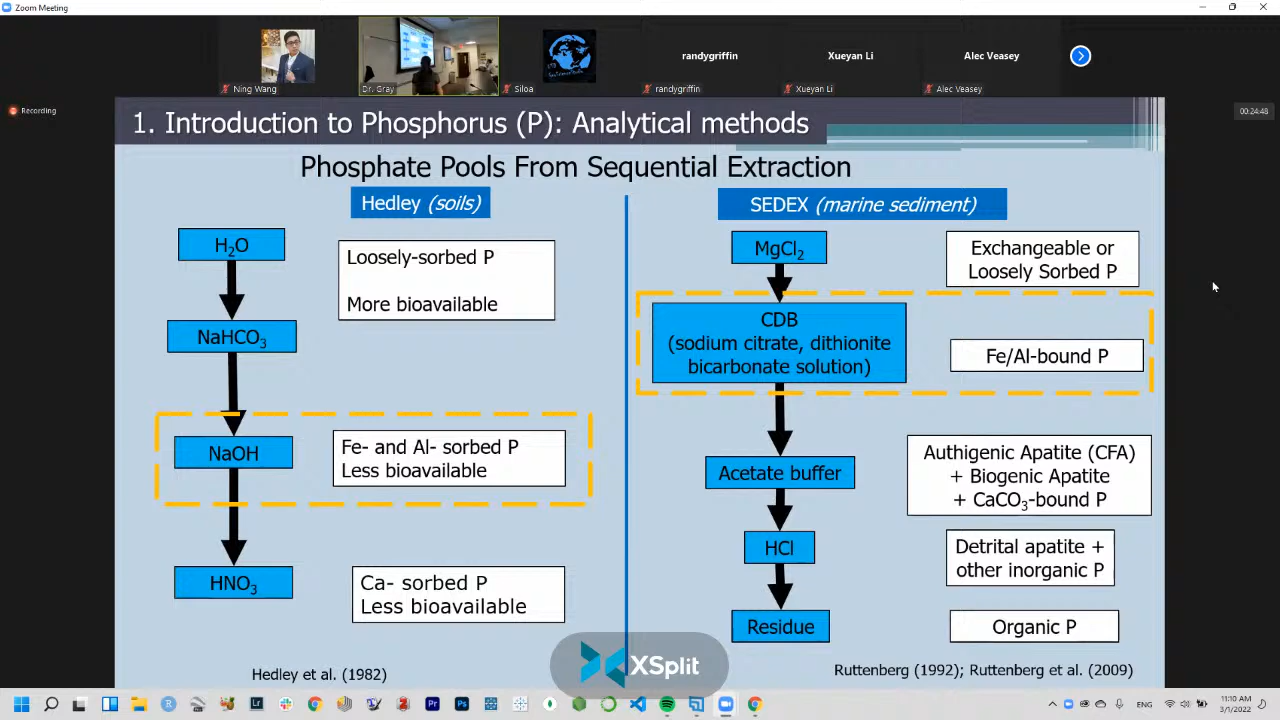 Zoom Meeting
randygriffin
Xueyan Li
Alec Veasey
Ning Wang
Dr. Gray
Siloa
randygriffin
Xueyan Li
Alec Veasey
Recording
00:24:48
1. Introduction to Phosphorus (P): Analytical methods
Phosphate Pools From Sequential Extraction
Hedley (soils)
H₂O
Loosely-sorbed P
More bioavailable
NaHCO₃
NaOH
Fe- and Al- sorbed P
Less bioavailable
HNO₃
Ca- sorbed P
Less bioavailable
Hedley et al. (1982)
SEDEX (marine sediment)
MgCl₂
Exchangeable or
Loosely Sorbed P
CDB
(sodium citrate, dithionite
bicarbonate solution)
Fe/Al-bound P
Acetate buffer
Authigenic Apatite (CFA)
+ Biogenic Apatite
+ CaCO₃-bound P
HCl
Detrital apatite +
other inorganic P
Residue
Organic P
Ruttenberg (1992); Ruttenberg et al. (2009)
XSplit
11:10 AM
3/1/2022